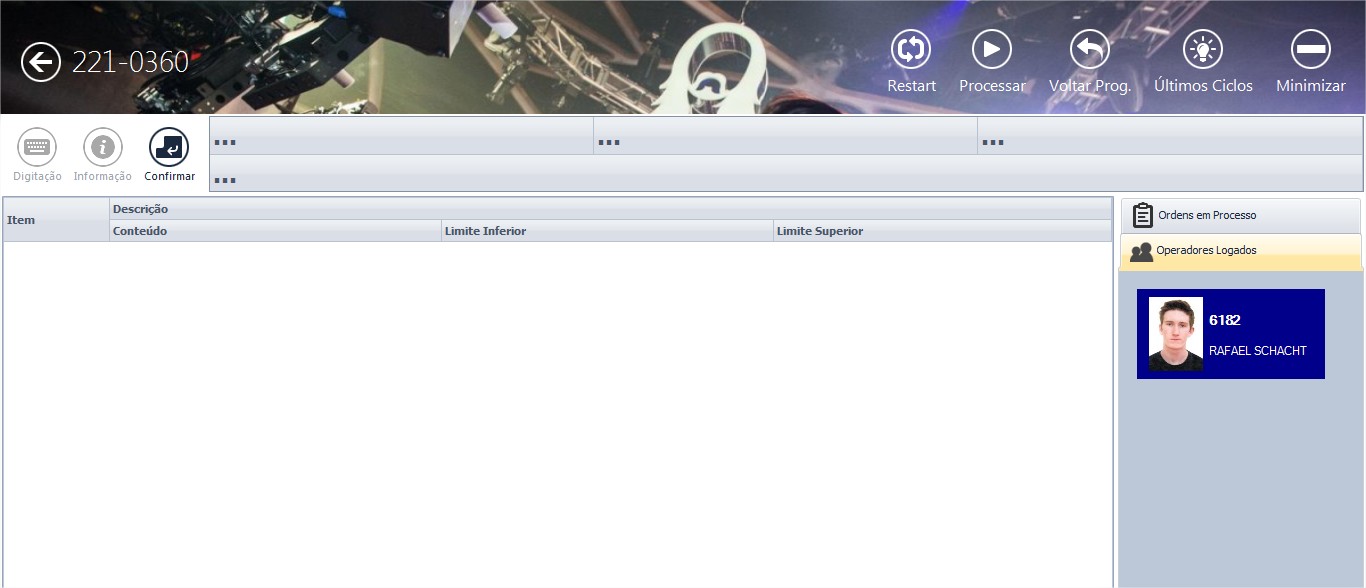 221-0360
Restart
Processar
Voltar Prog.
Últimos Ciclos
Minimizar
Digitação
Informação
Confirmar
...
...
...
...
Item
Descrição
Conteúdo
Limite Inferior
Limite Superior
Ordens em Processo
Operadores Logados
6182
RAFAEL SCHACHT